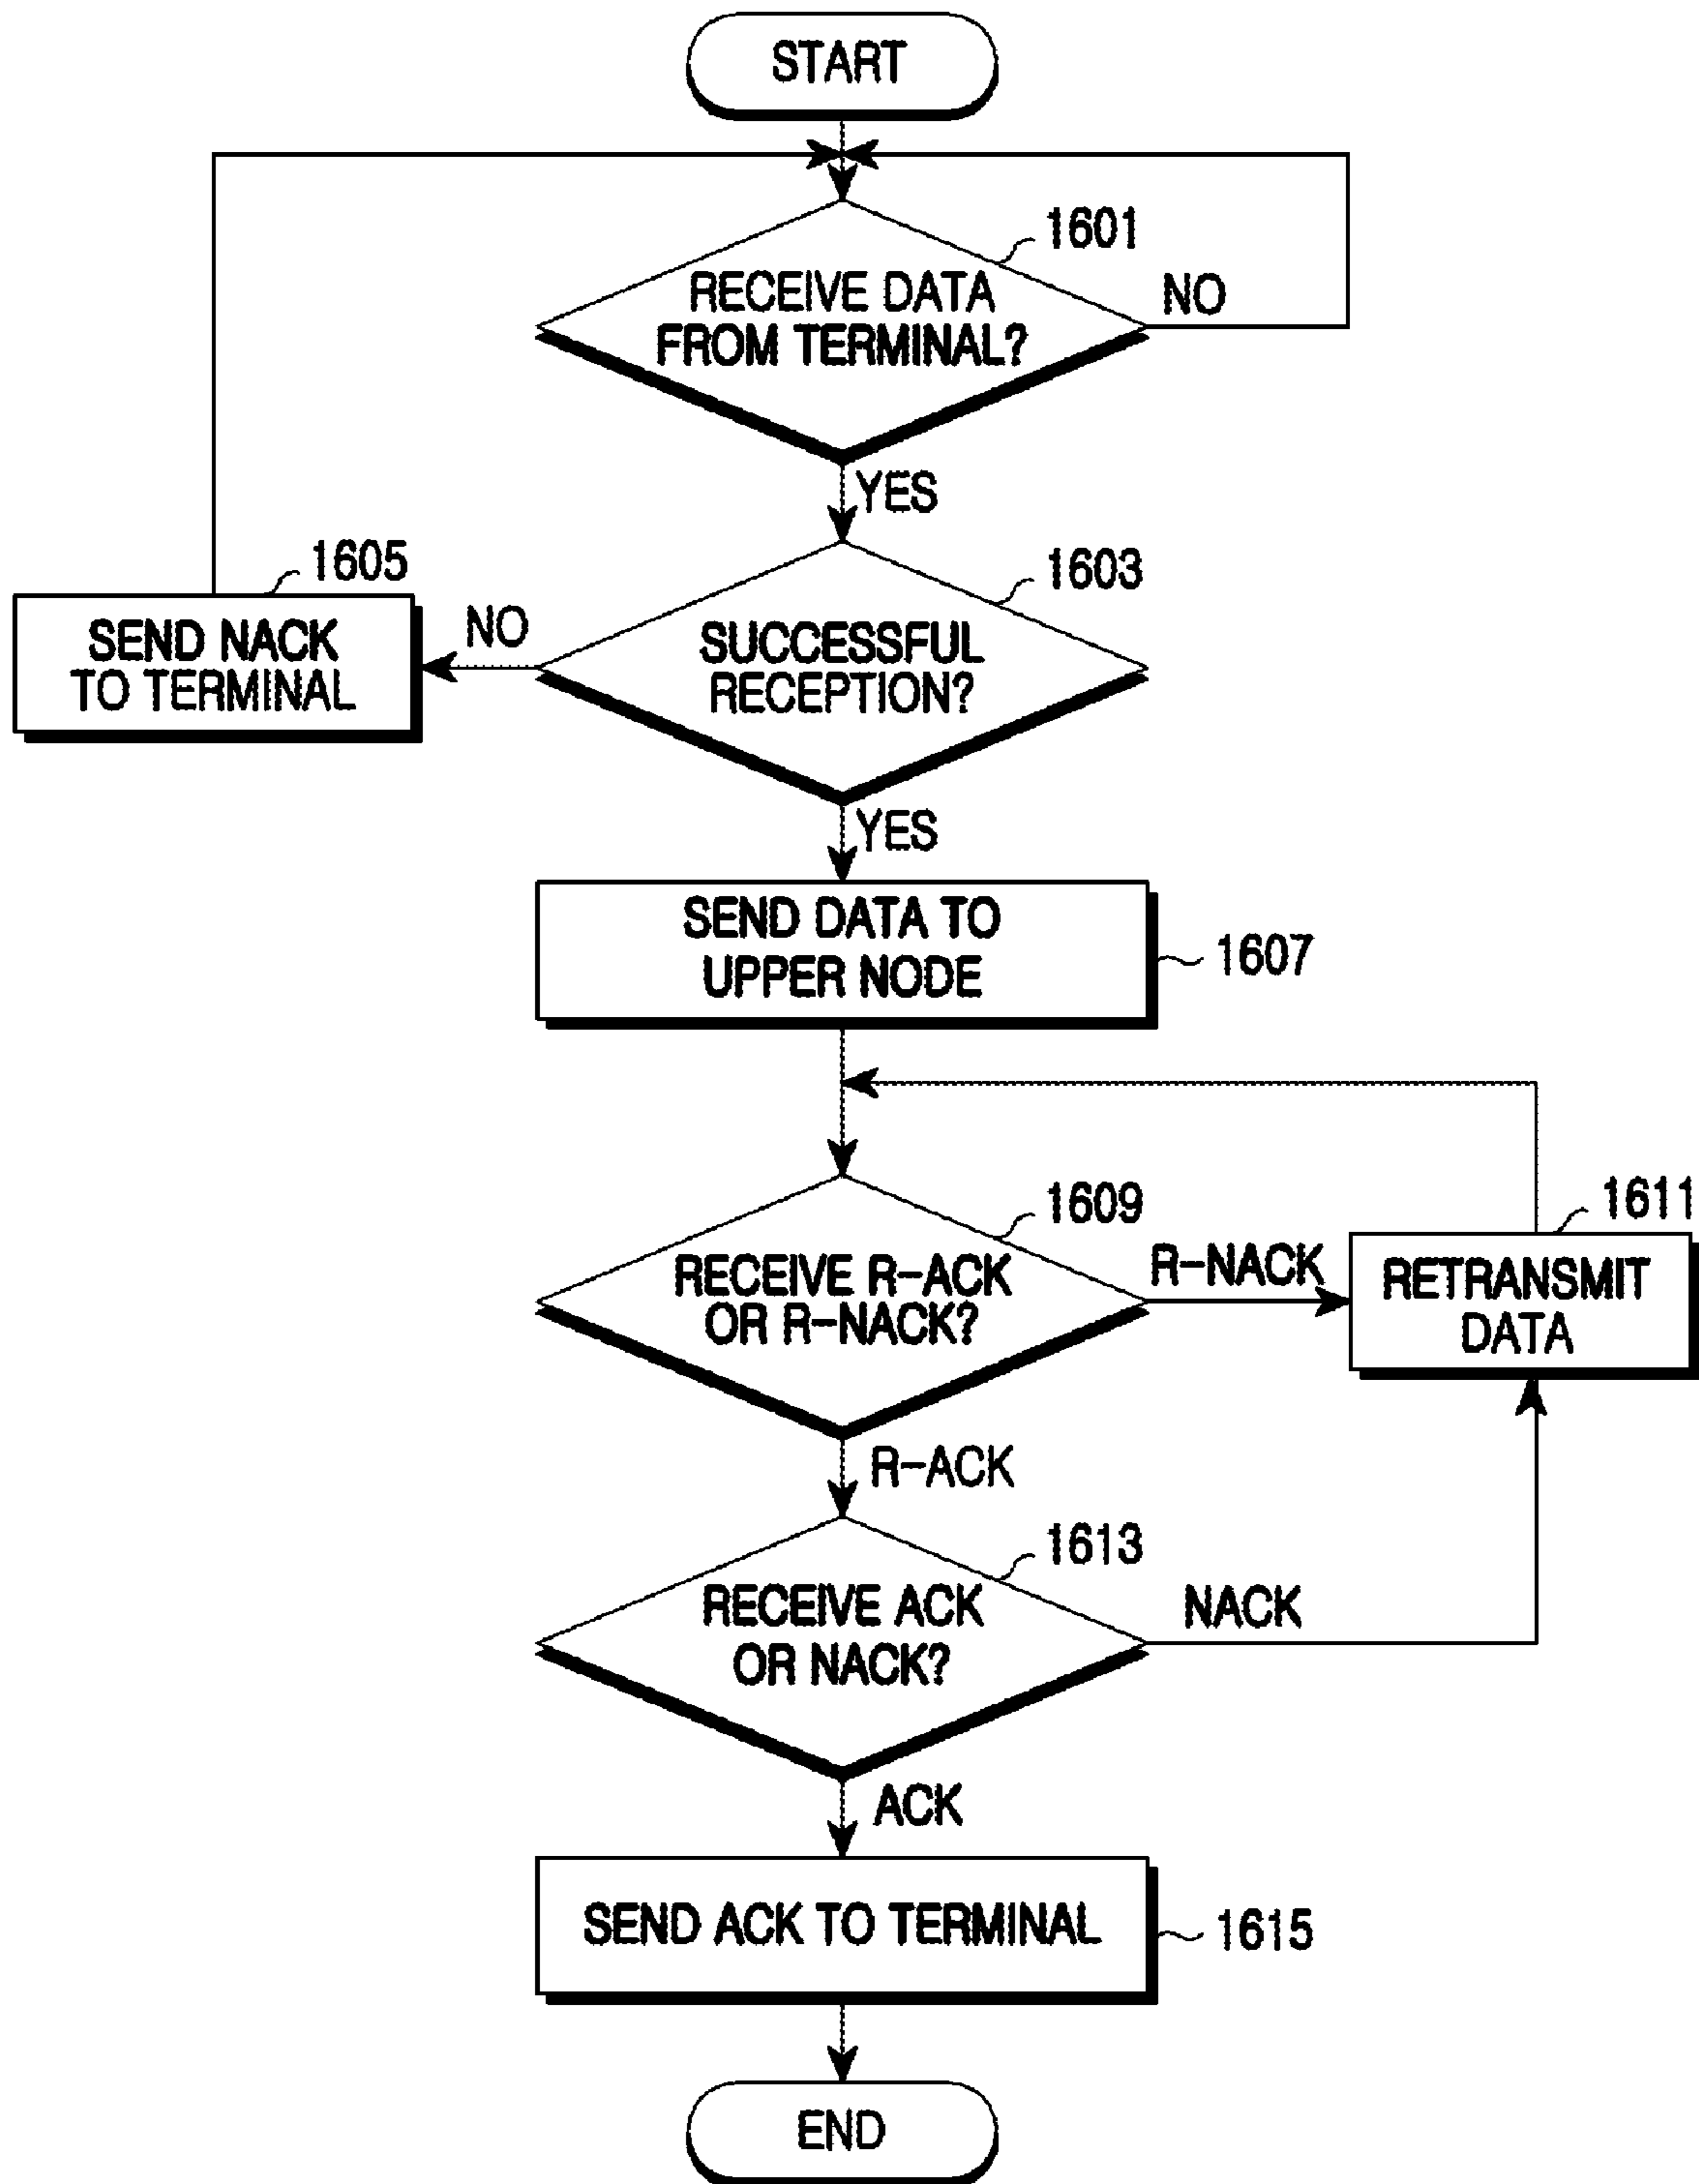 START
1601
RECEIVE DATA
FROM TERMINAL?
NO
YES
1605
SEND NACK
TO TERMINAL
NO
1603
SUCCESSFUL
RECEPTION?
YES
SEND DATA TO
UPPER NODE
1607
1609
RECEIVE R-ACK
OR R-NACK?
R-NACK
1611
RETRANSMIT
DATA
R-ACK
1613
RECEIVE ACK
OR NACK?
NACK
ACK
SEND ACK TO TERMINAL
1615
END